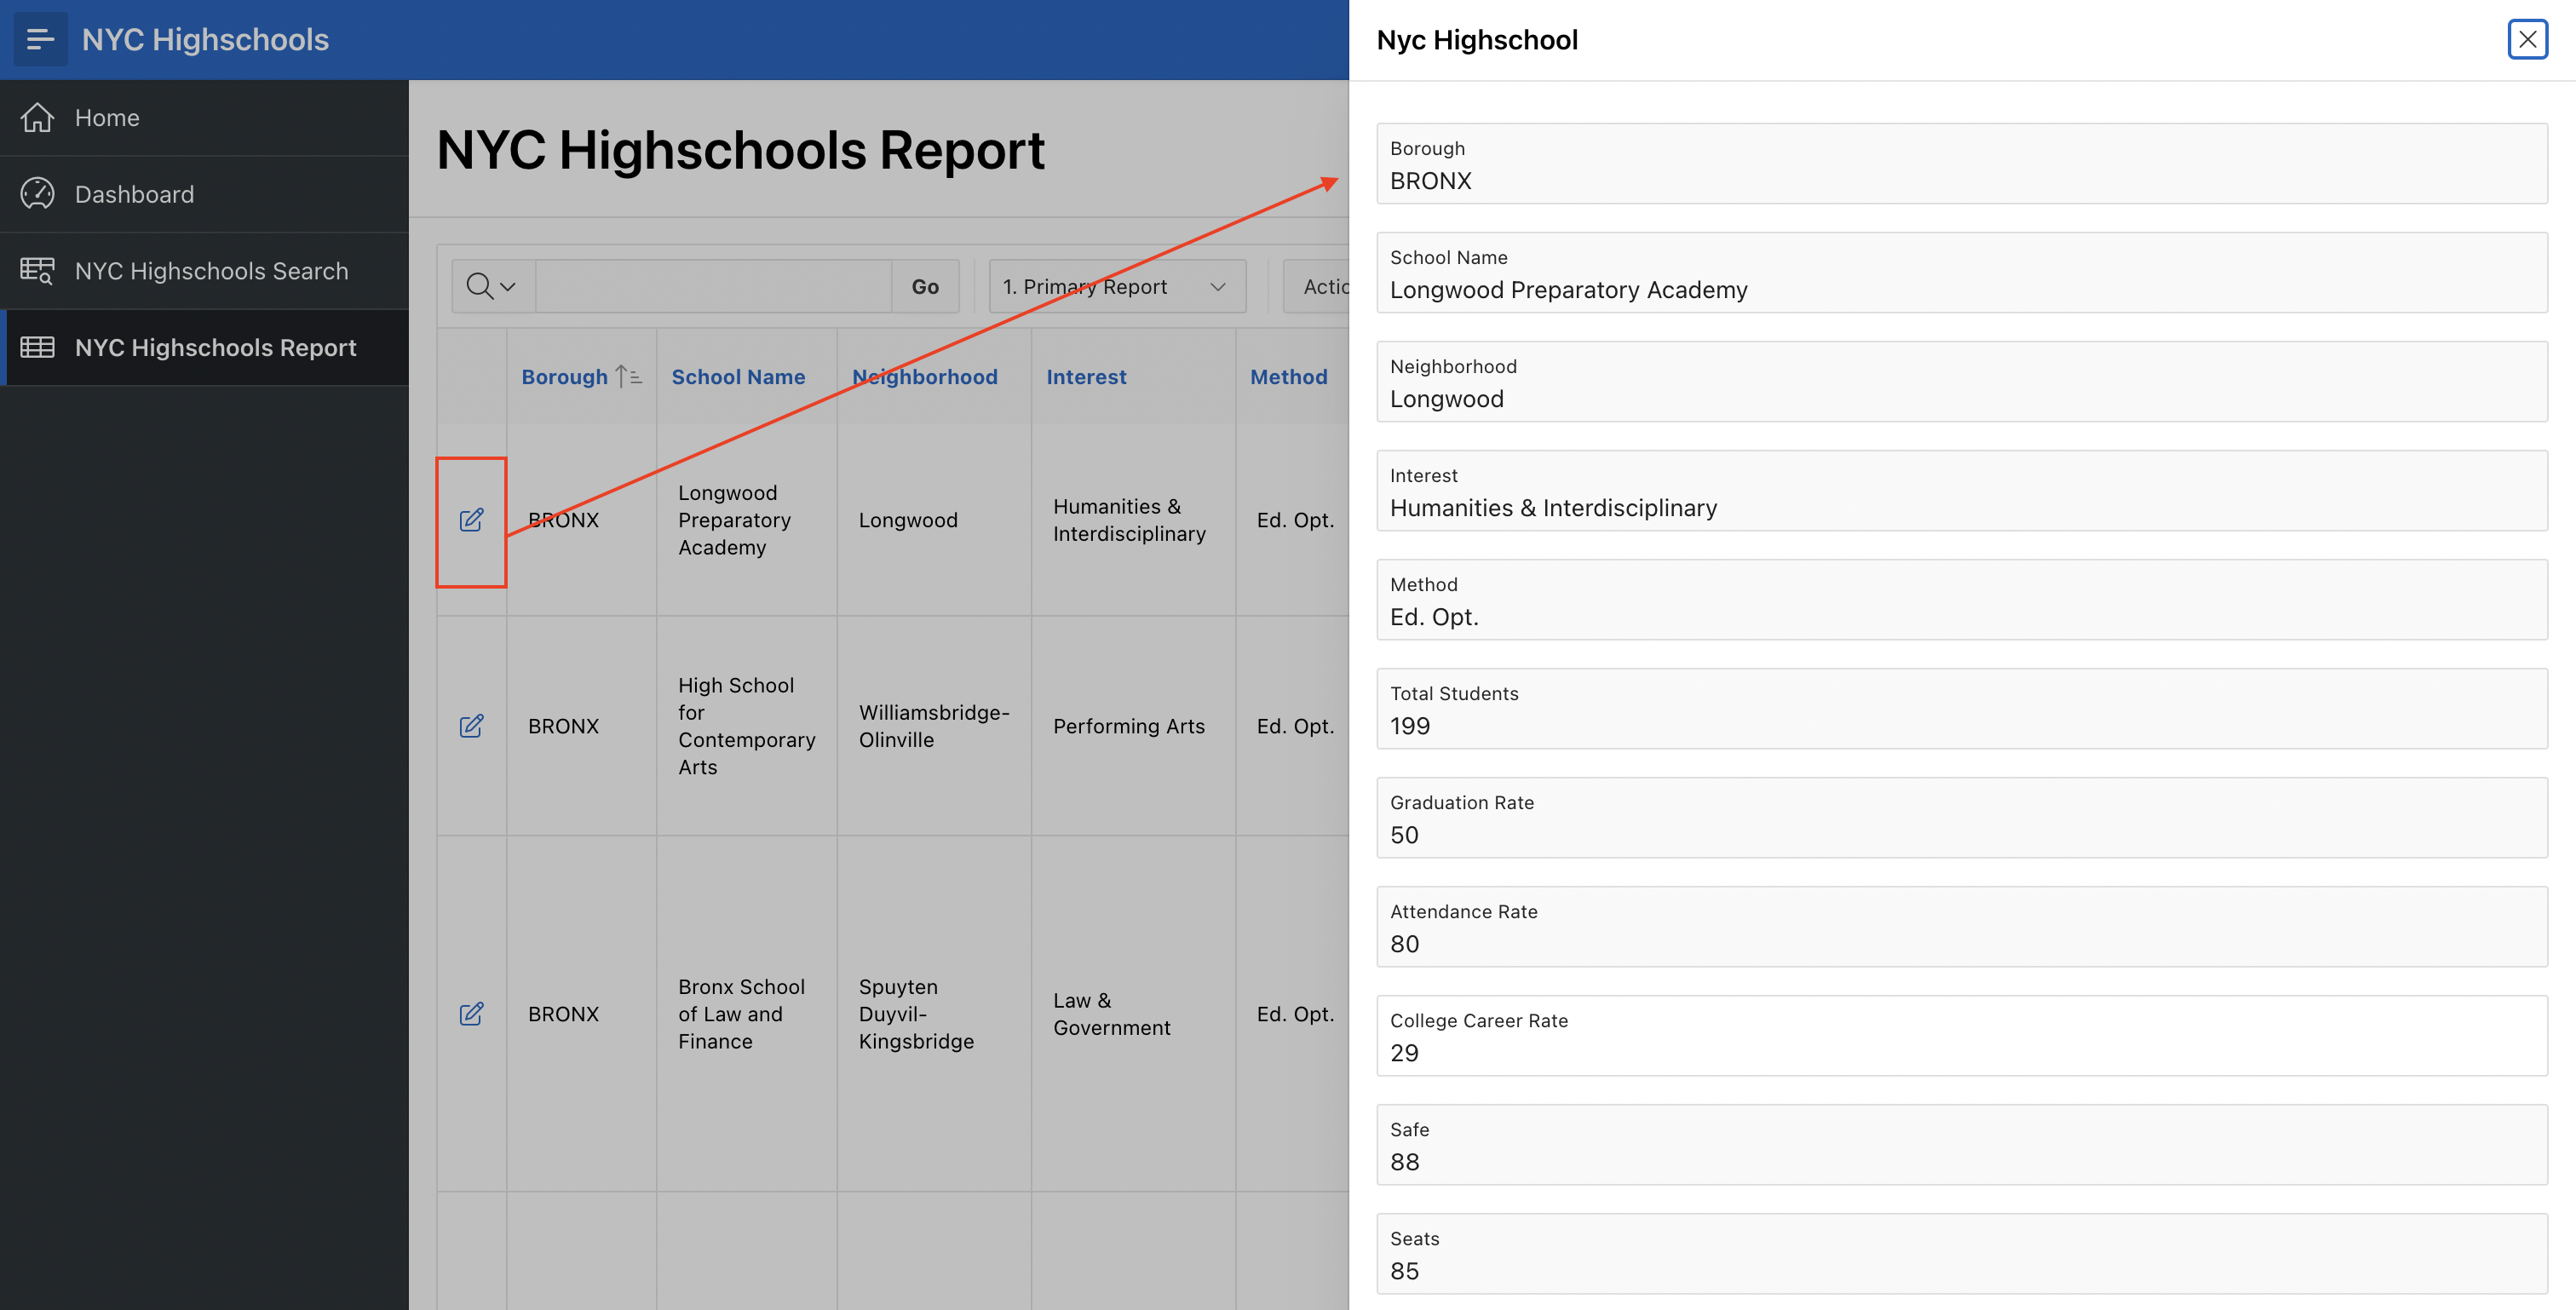 NYC Highschools
Home
Dashboard
NYC Highschools Search
NYC Highschools Report
NYC Highschools Report
Go
1. Primary Report
Actio
Borough
School Name
Neighborhood
Interest
Method
BRONX
Longwood
Preparatory
Academy
Longwood
Humanities &
Interdisciplinary
Ed. Opt.
BRONX
High School
for
Contemporary
Arts
Williamsbridge-
Olinville
Performing Arts
Ed. Opt.
BRONX
Bronx School
of Law and
Finance
Spuyten
Duyvil-
Kingsbridge
Law &
Government
Ed. Opt.
Nyc Highschool
Borough
BRONX
School Name
Longwood Preparatory Academy
Neighborhood
Longwood
Interest
Humanities & Interdisciplinary
Method
Ed. Opt.
Total Students
199
Graduation Rate
50
Attendance Rate
80
College Career Rate
29
Safe
88
Seats
85